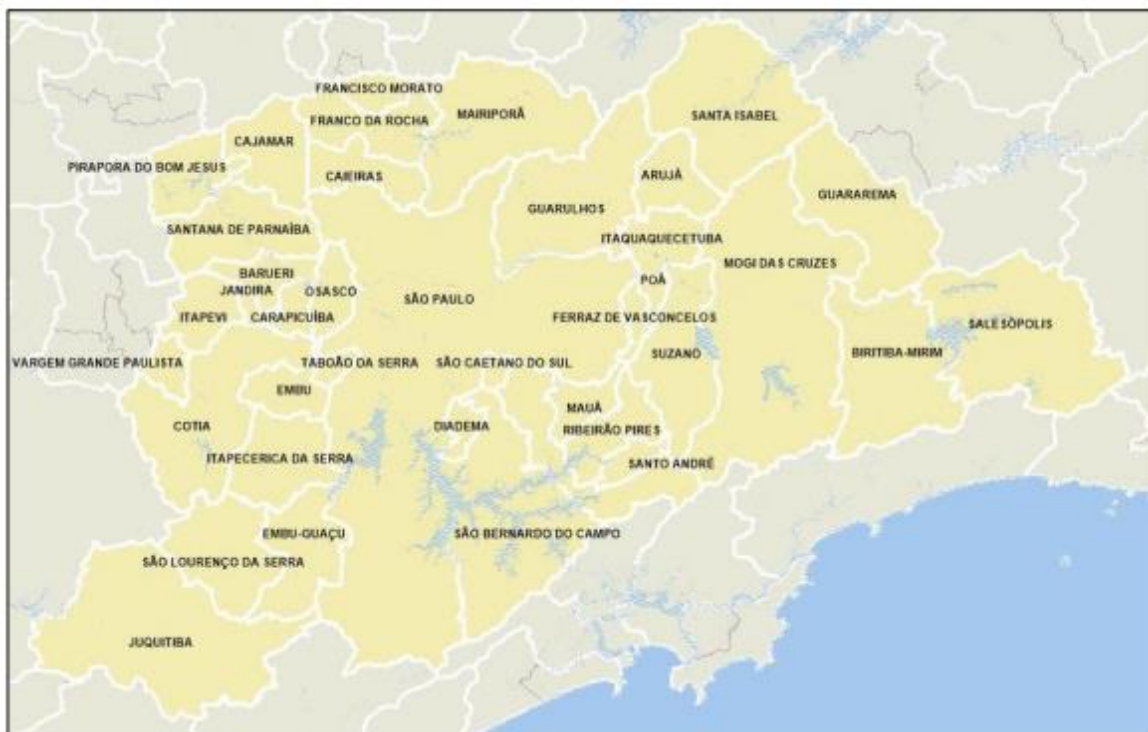 FRANCISCO MORATO
MAIRIPORÃ
FRANCO DA ROCHA
SANTA ISABEL
CAJAMAR
PIRAPORA DO BOM JESUS
CAIEIRAS
ARUJÁ
GUARAREMA
GUARULHOS
SANTANA DE PARNAÍBA
ITAQUAQUECETUBA
MOGI DAS CRUZES
BARUERI
POÁ
JANDIRA
OSASCO
SÃO PAULO
ITAPEVI
CARAPICUÍBA
FERRAZ DE VASCONCELOS
SALESÓPOLIS
SUZANO
BIRITIBA-MIRIM
VARGEM GRANDE PAULISTA
TABOÃO DA SERRA
SÃO CAETANO DO SUL
EMBU
MAUÁ
COTIA
DIADEMA
RIBEIRÃO PIRES
ITAPECERICA DA SERRA
SANTO ANDRÉ
EMBU-GUAÇU
SÃO BERNARDO DO CAMPO
SÃO LOURENÇO DA SERRA
JUQUITIBA